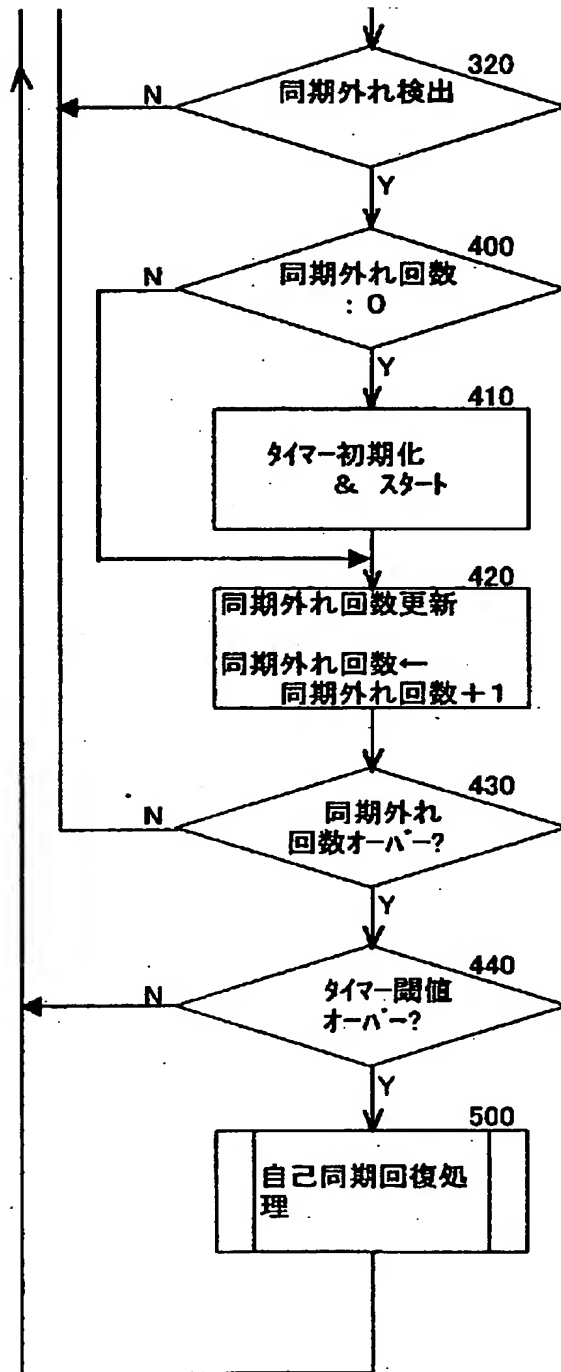 320
同期外れ検出
N
Y
400
同期外れ回数
: 0
N
Y
410
タイマー初期化
& スタート
420
同期外れ回数更新
同期外れ回数←
同期外れ回数+1
430
同期外れ
回数オーバー?
N
Y
440
タイマー閾値
オーバー?
N
Y
500
自己同期回復処
理